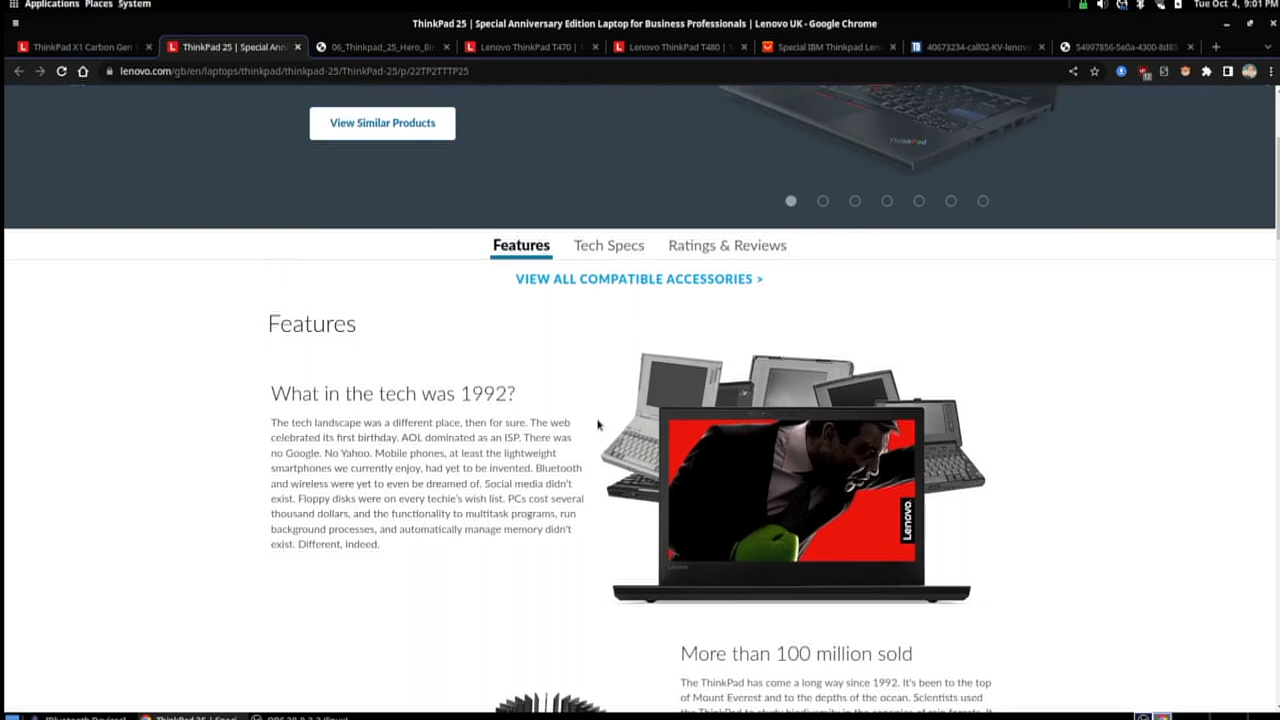 Applications Places System
Tue Oct 4, 9:01 PM
ThinkPad 25 | Special Anniversary Edition Laptop for Business Professionals | Lenovo UK - Google Chrome
ThinkPad X1 Carbon Gen
ThinkPad 25 | Special Ann
06_Thinkpad_25_Hero_
Lenovo ThinkPad T470 |
Lenovo ThinkPad T480 |
Special IBM Thinkpad Len
40673234-call02-KV-lenov
54997856-5e0a-4300-8d85
lenovo.com/gb/en/laptops/thinkpad/thinkpad-25/ThinkPad-25/p/22TP2TTTP25
View Similar Products
ThinkPad
Features
Tech Specs
Ratings & Reviews
VIEW ALL COMPATIBLE ACCESSORIES >
Features
What in the tech was 1992?
The tech landscape was a different place, then for sure. The web
celebrated its first birthday. AOL dominated as an ISP. There was
no Google. No Yahoo. Mobile phones, at least the lightweight
smartphones we currently enjoy, had yet to be invented. Bluetooth
and wireless were yet to even be dreamed of. Social media didn't
exist. Floppy disks were on every techie's wish list. PCs cost several
thousand dollars, and the functionality to multitask programs, run
background processes, and automatically manage memory didn't
exist. Different, indeed.
Lenovo.
Lenovo
More than 100 million sold
The ThinkPad has come a long way since 1992. It's been to the top
of Mount Everest and to the depths of the ocean. Scientists used